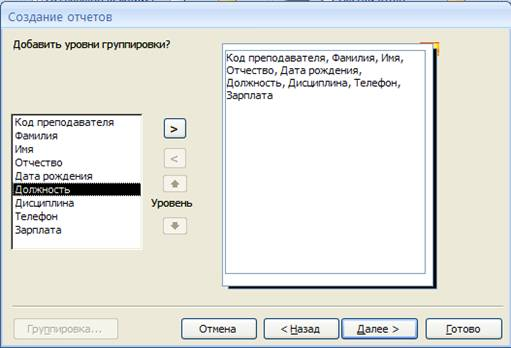 Создание отчетов
Добавить уровни группировки?
Код преподавателя
Фамилия
Имя
Отчество
Дата рождения
Должность
Дисциплина
Телефон
Зарплата
>
<
Уровень
Код преподавателя, Фамилия, Имя,
Отчество, Дата рождения,
Должность, Дисциплина, Телефон,
Зарплата
Группировка...
Отмена
< Назад
Далее >
Готово